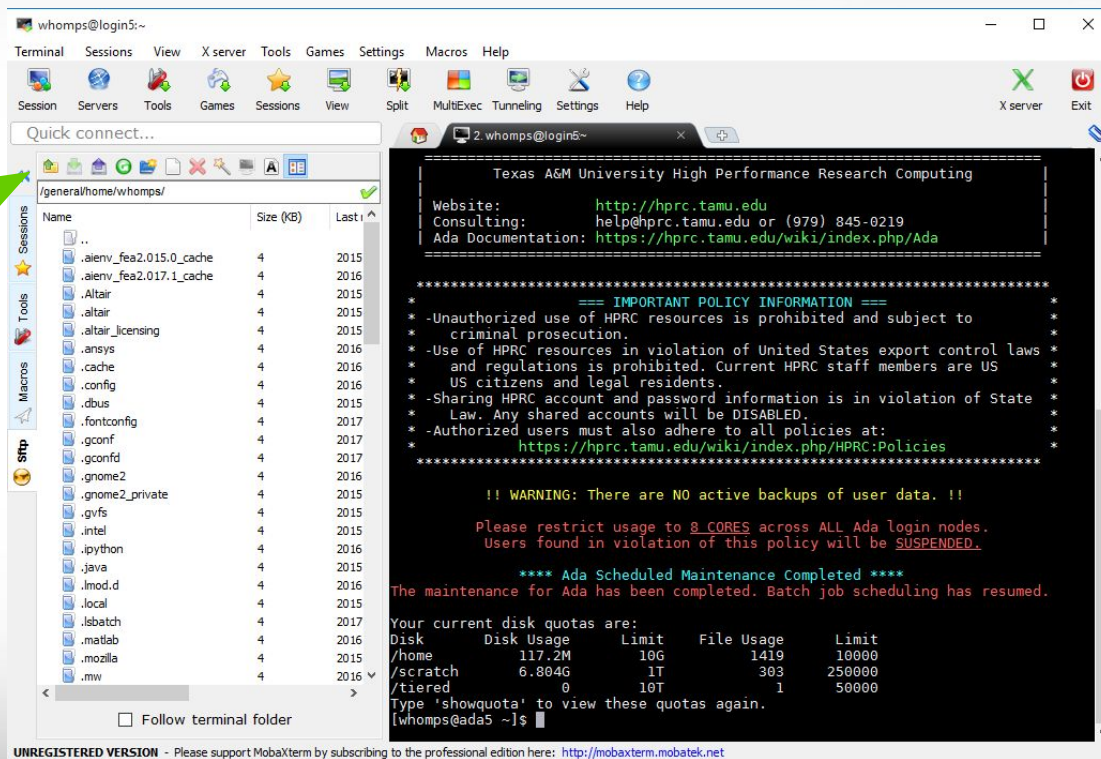 whomps@login5:~
Terminal Sessions View X server Tools Games Settings Macros Help
Session Servers Tools Games Sessions View Split MultiExec Tunneling Settings Help X server Exit
Quick connect...
2. whomps@login5:~
/general/home/whomps/
Name Size (KB)
..
.aienv_fea2.015.0_cache 4 2015
.aienv_fea2.017.1_cache 4 2016
.Altair 4 2015
.altair 4 2015
.altair_licensing 4 2015
.ansys 4 2016
.cache 4 2016
.config 4 2016
.dbus 4 2015
.fontconfig 4 2017
.gconf 4 2017
.gconfd 4 2017
.gnome2 4 2016
.gnome2_private 4 2015
.gvfs 4 2015
.intel 4 2015
.ipython 4 2016
.java 4 2015
.lmod.d 4 2016
.local 4 2015
.lsbatch 4 2017
.matlab 4 2016
.mozilla 4 2015
.mw 4 2016
Follow terminal folder
Sessions
Tools
Macros
Sftp
===========================================================================
| Texas A&M University High Performance Research Computing |
| |
| Website: http://hprc.tamu.edu |
| Consulting: help@hprc.tamu.edu or (979) 845-0219 |
| Ada Documentation: https://hprc.tamu.edu/wiki/index.php/Ada |
===========================================================================
***************************************************************************
* === IMPORTANT POLICY INFORMATION === *
* -Unauthorized use of HPRC resources is prohibited and subject to *
* criminal prosecution. *
* -Use of HPRC resources in violation of United States export control laws *
* and regulations is prohibited. Current HPRC staff members are US *
* US citizens and legal residents. *
* -Sharing HPRC account and password information is in violation of State *
* Law. Any shared accounts will be DISABLED. *
* -Authorized users must also adhere to all policies at: *
* https://hprc.tamu.edu/wiki/index.php/HPRC:Policies *
***************************************************************************
!! WARNING: There are NO active backups of user data. !!
Please restrict usage to 8 CORES across ALL Ada login nodes.
Users found in violation of this policy will be SUSPENDED.
**** Ada Scheduled Maintenance Completed ****
The maintenance for Ada has been completed. Batch job scheduling has resumed.
Your current disk quotas are:
Disk Disk Usage Limit File Usage Limit
/home 117.2M 10G 1419 10000
/scratch 6.804G 1T 303 250000
/tiered 0 10T 1 50000
Type 'showquota' to view these quotas again.
[whomps@ada5 ~]$
UNREGISTERED VERSION - Please support MobaXterm by subscribing to the professional edition here: http://mobaxterm.mobatek.net